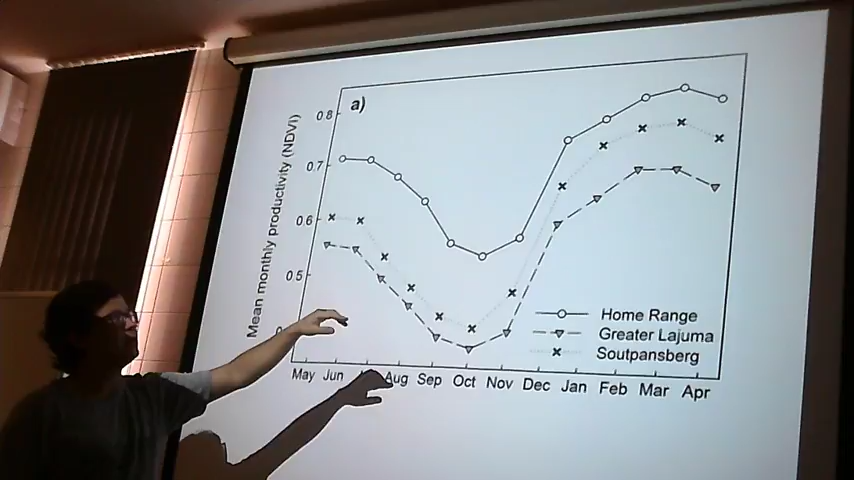 a)
0.8
0.7
0.6
0.5
Mean monthly productivity (NDVI)
Home Range
Greater Lajuma
Soutpansberg
May Jun Aug Sep Oct Nov Dec Jan Feb Mar Apr